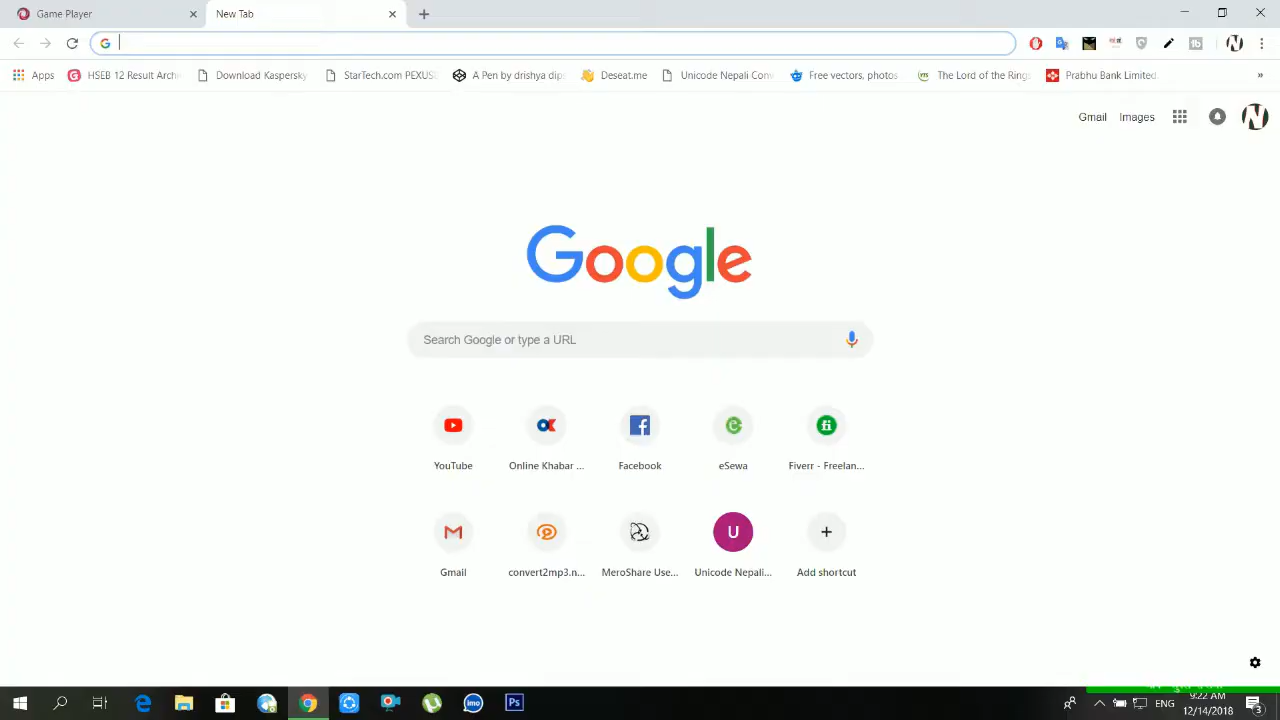 Game Player
New Tab
Apps
HSEB 12 Result Arch
Download Kaspersky
StarTech.com PEXUS
A Pen by drishya dip
Deseat.me
Unicode Nepali Conv
Free vectors, photos
The Lord of the Ring
Prabhu Bank Limited.
»
Gmail
Images
N
Google
Search Google or type a URL
YouTube
Online Khabar ...
Facebook
eSewa
Fiverr - Freelan...
Gmail
convert2mp3.n...
MeroShare Use...
U
Unicode Nepali...
Add shortcut
imo
Ps
9:22 AM
12/14/2018
3